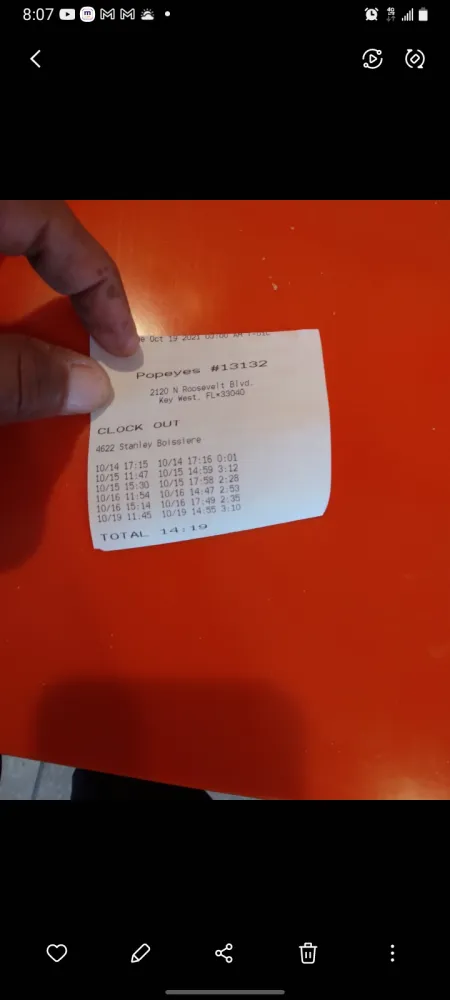 8:07
Oct 19 2021
Popeyes #13132
2120 N Roosevelt Blvd.
Key West, FL*33040
CLOCK OUT
4622 Stanley Boissiere
10/14 17:15 10/14 17:16 0:01
10/15 11:47 10/15 14:59 3:12
10/15 15:30 10/15 17:58 2:28
10/16 11:54 10/16 14:47 2:53
10/16 15:14 10/16 17:49 2:35
10/19 11:45 10/19 14:55 3:10
TOTAL 14:19